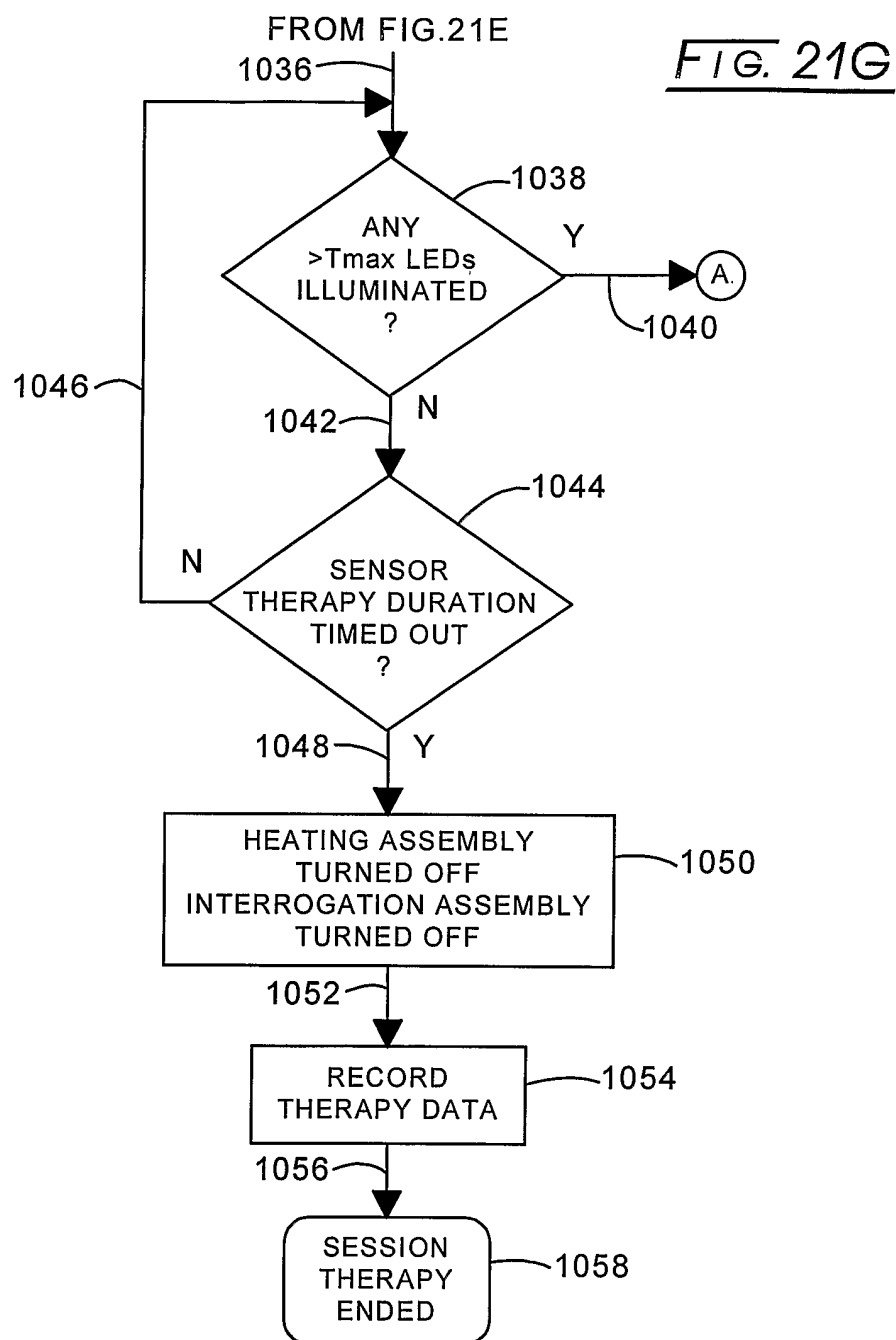 FROM FIG.21E
FIG. 21G
1036
1038
ANY
>Tmax LEDs
ILLUMINATED
?
Y
A.
1040
1046
1042
N
1044
N
SENSOR
THERAPY DURATION
TIMED OUT
?
1048
Y
HEATING ASSEMBLY
TURNED OFF
INTERROGATION ASSEMBLY
TURNED OFF
1050
1052
RECORD
THERAPY DATA
1054
1056
SESSION
THERAPY
ENDED
1058